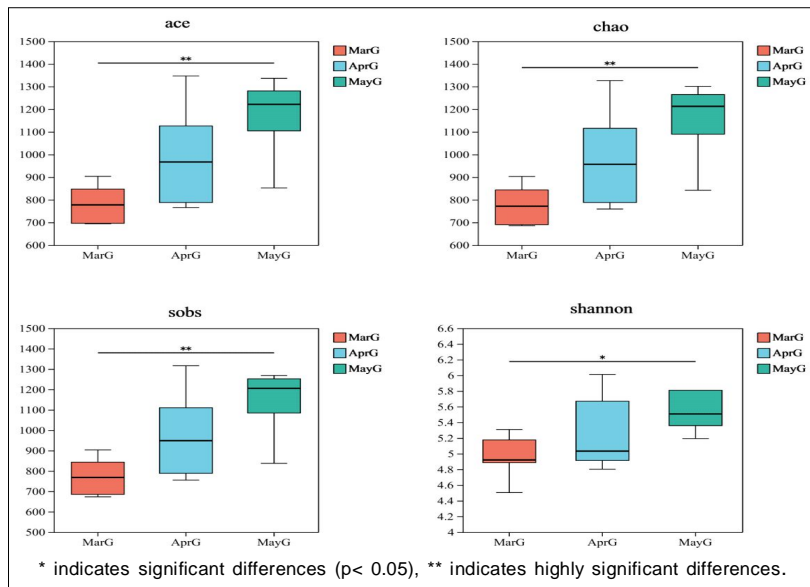 ace
1500
1400
1300
1200
1100
1000
900
800
700
600
**
MarG
AprG
MayG
MarG
AprG
MayG
chao
1500
1400
1300
1200
1100
1000
900
800
700
600
**
MarG
AprG
MayG
MarG
AprG
MayG
sobs
1500
1400
1300
1200
1100
1000
900
800
700
600
500
**
MarG
AprG
MayG
MarG
AprG
MayG
shannon
6.6
6.4
6.2
6
5.8
5.6
5.4
5.2
5
4.8
4.6
4.4
4.2
4
*
MarG
AprG
MayG
MarG
AprG
MayG
* indicates significant differences (p< 0.05), ** indicates highly significant differences.